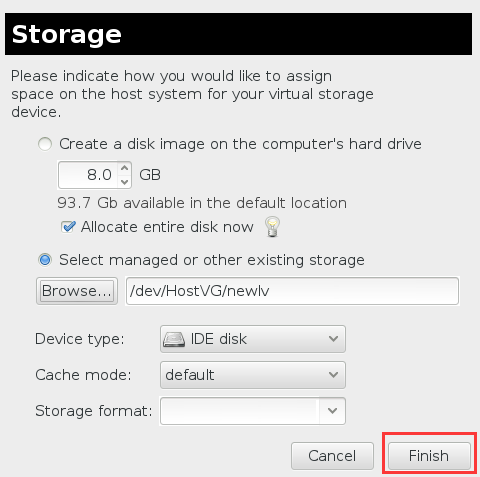 Storage
Please indicate how you would like to assign
space on the host system for your virtual storage
device.
Create a disk image on the computer's hard drive
8.0 GB
93.7 Gb available in the default location
Allocate entire disk now
Select managed or other existing storage
Browse... /dev/HostVG/newlv
Device type: IDE disk
Cache mode: default
Storage format:
Cancel Finish